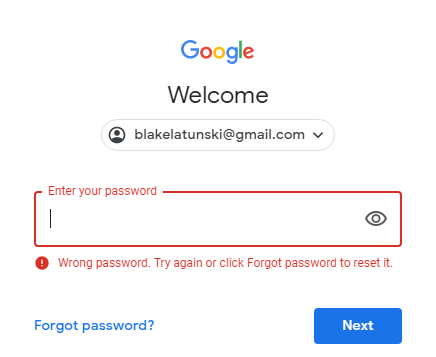 Google
Welcome
blakelatunski@gmail.com
Enter your password
Wrong password. Try again or click Forgot password to reset it.
Forgot password?
Next